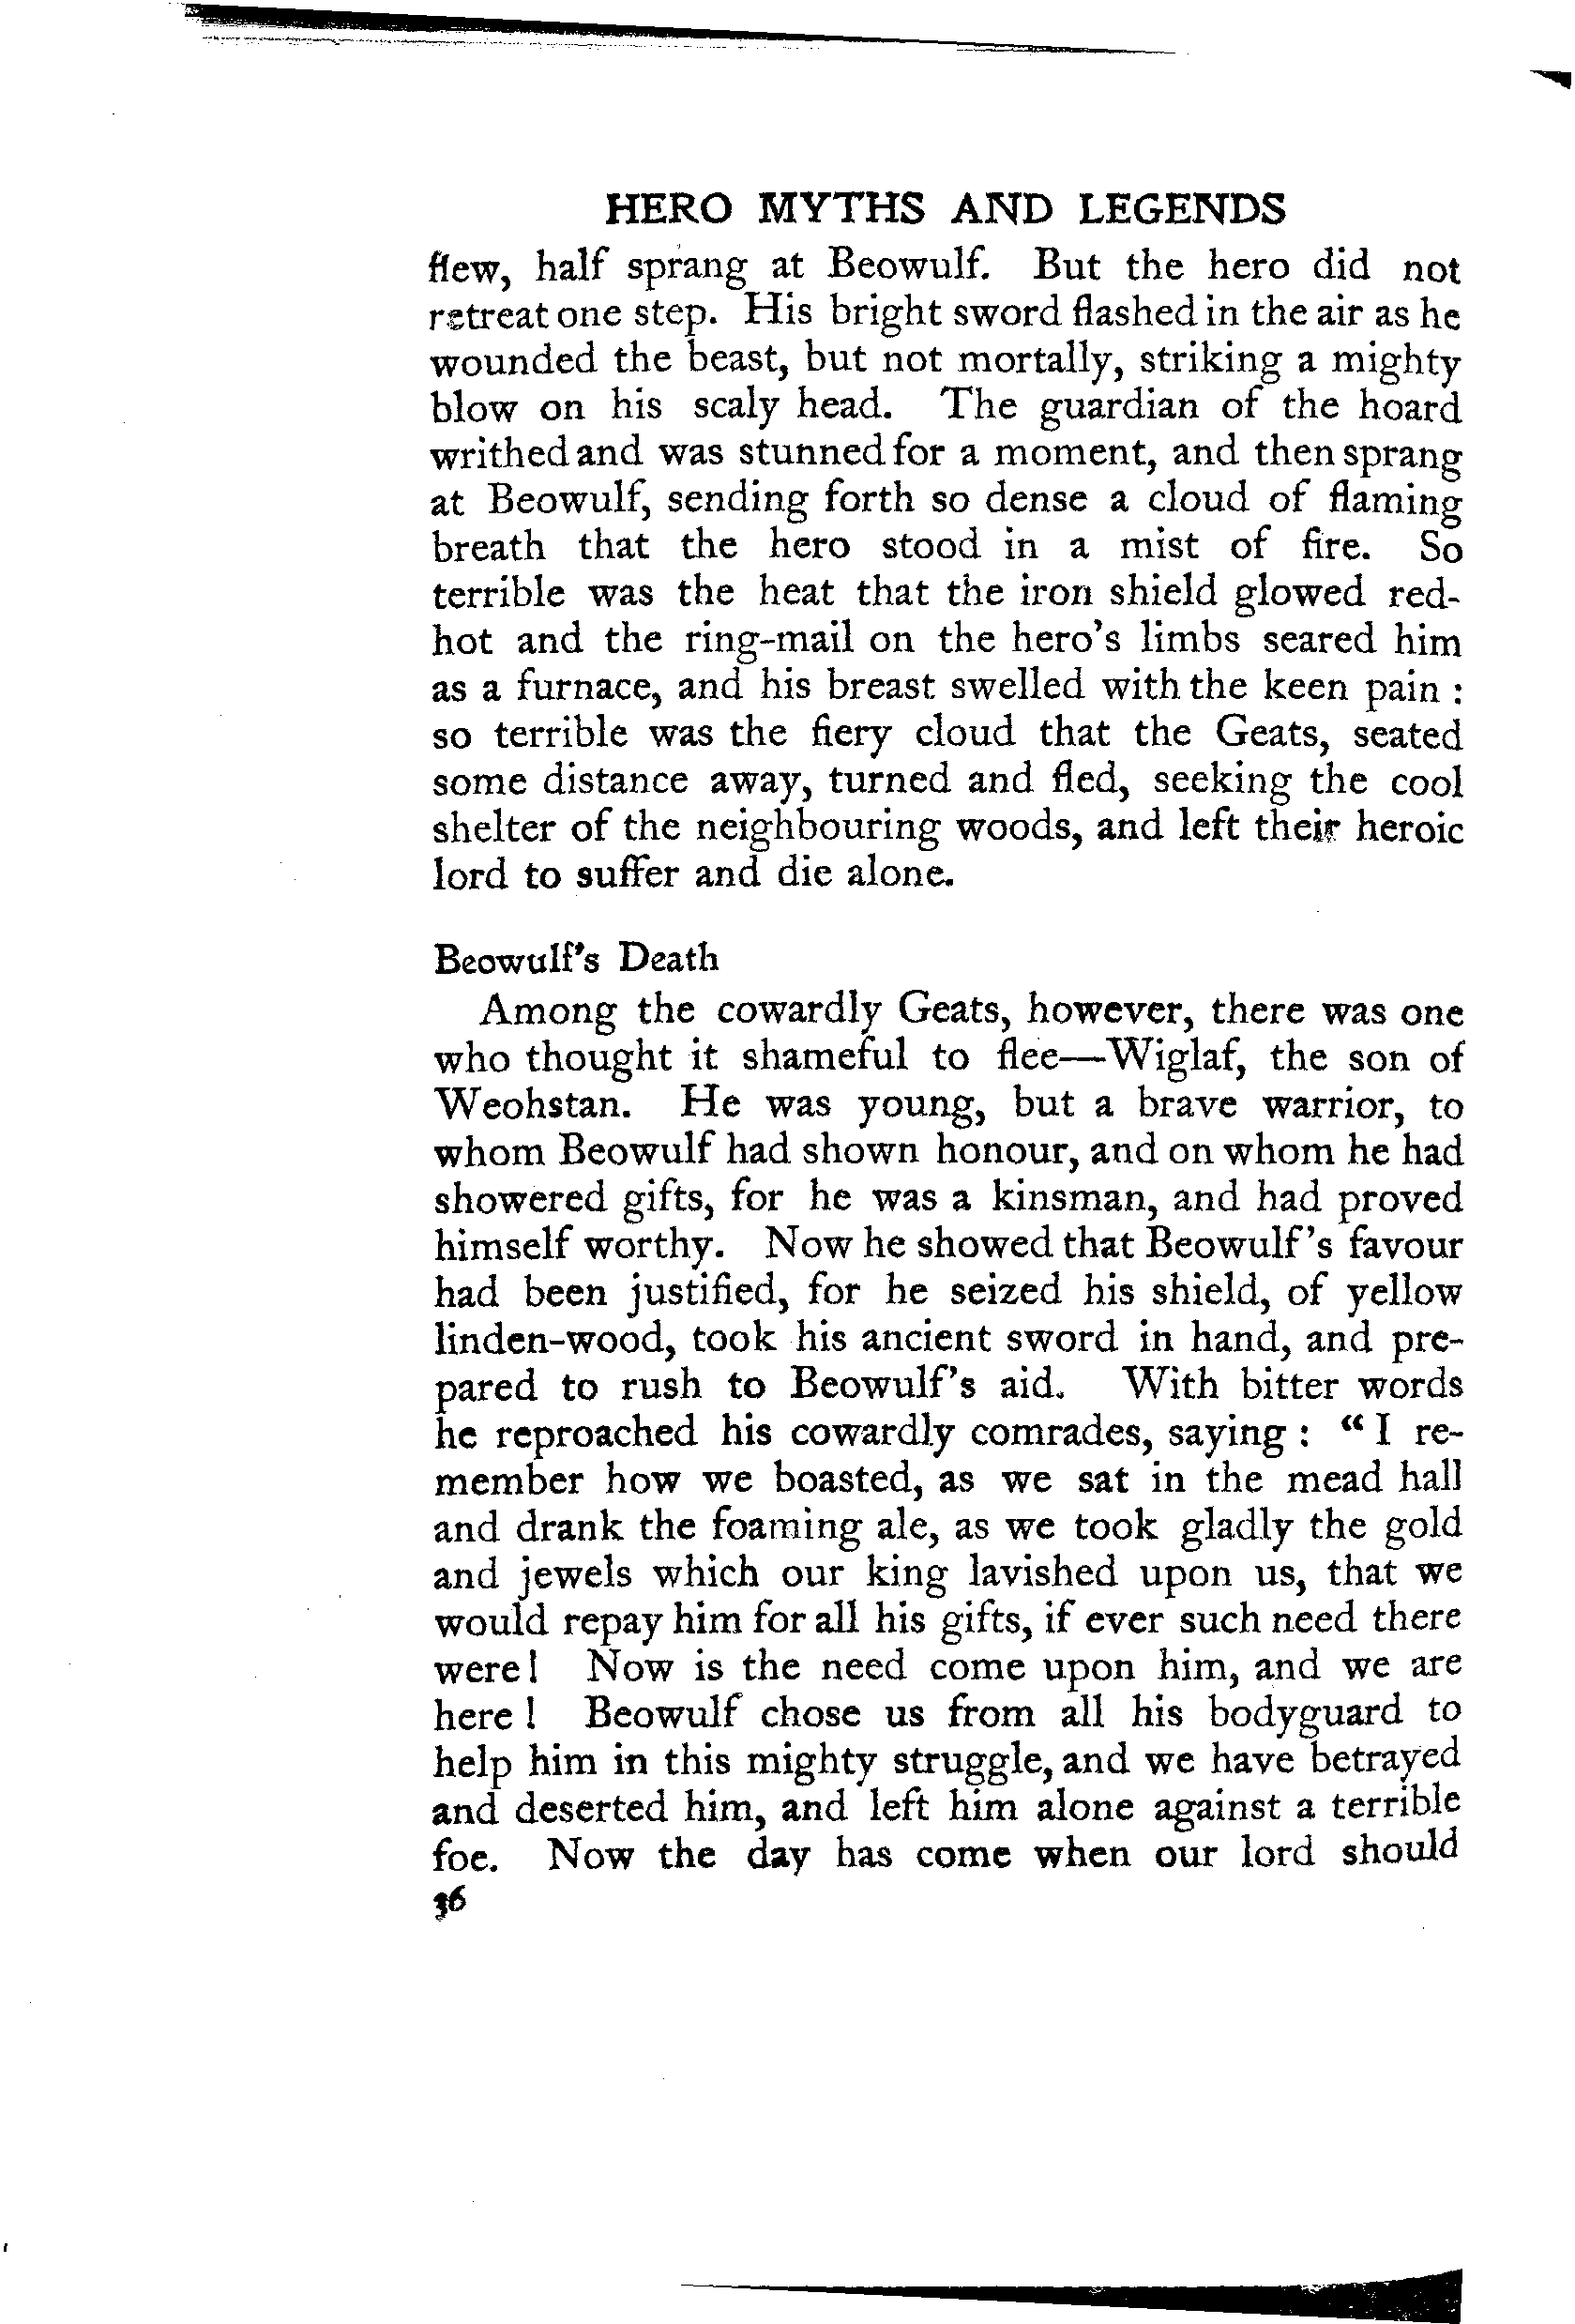 HERO MYTHS AND LEGENDS
flew, half sprang at Beowulf. But the hero did not
retreat one step. His bright sword flashed in the air as he
wounded the beast, but not mortally, striking a mighty
blow on his scaly head. The guardian of the hoard
writhed and was stunned for a moment, and then sprang
at Beowulf, sending forth so dense a cloud of flaming
breath that the hero stood in a mist of fire. So
terrible was the heat that the iron shield glowed red-
hot and the ring-mail on the hero's limbs seared him
as a furnace, and his breast swelled with the keen pain :
so terrible was the fiery cloud that the Geats, seated
some distance away, turned and fled, seeking the cool
shelter of the neighbouring woods, and left their heroic
lord to suffer and die alone.
Beowulf's Death
Among the cowardly Geats, however, there was one
who thought it shameful to flee—Wiglaf, the son of
Weohstan. He was young, but a brave warrior, to
whom Beowulf had shown honour, and on whom he had
showered gifts, for he was a kinsman, and had proved
himself worthy. Now he showed that Beowulf's favour
had been justified, for he seized his shield, of yellow
linden-wood, took his ancient sword in hand, and pre-
pared to rush to Beowulf's aid. With bitter words
he reproached his cowardly comrades, saying : “ I re-
member how we boasted, as we sat in the mead hall
and drank the foaming ale, as we took gladly the gold
and jewels which our king lavished upon us, that we
would repay him for all his gifts, if ever such need there
were ! Now is the need come upon him, and we are
here ! Beowulf chose us from all his bodyguard to
help him in this mighty struggle, and we have betrayed
and deserted him, and left him alone against a terrible
foe. Now the day has come when our lord should
36